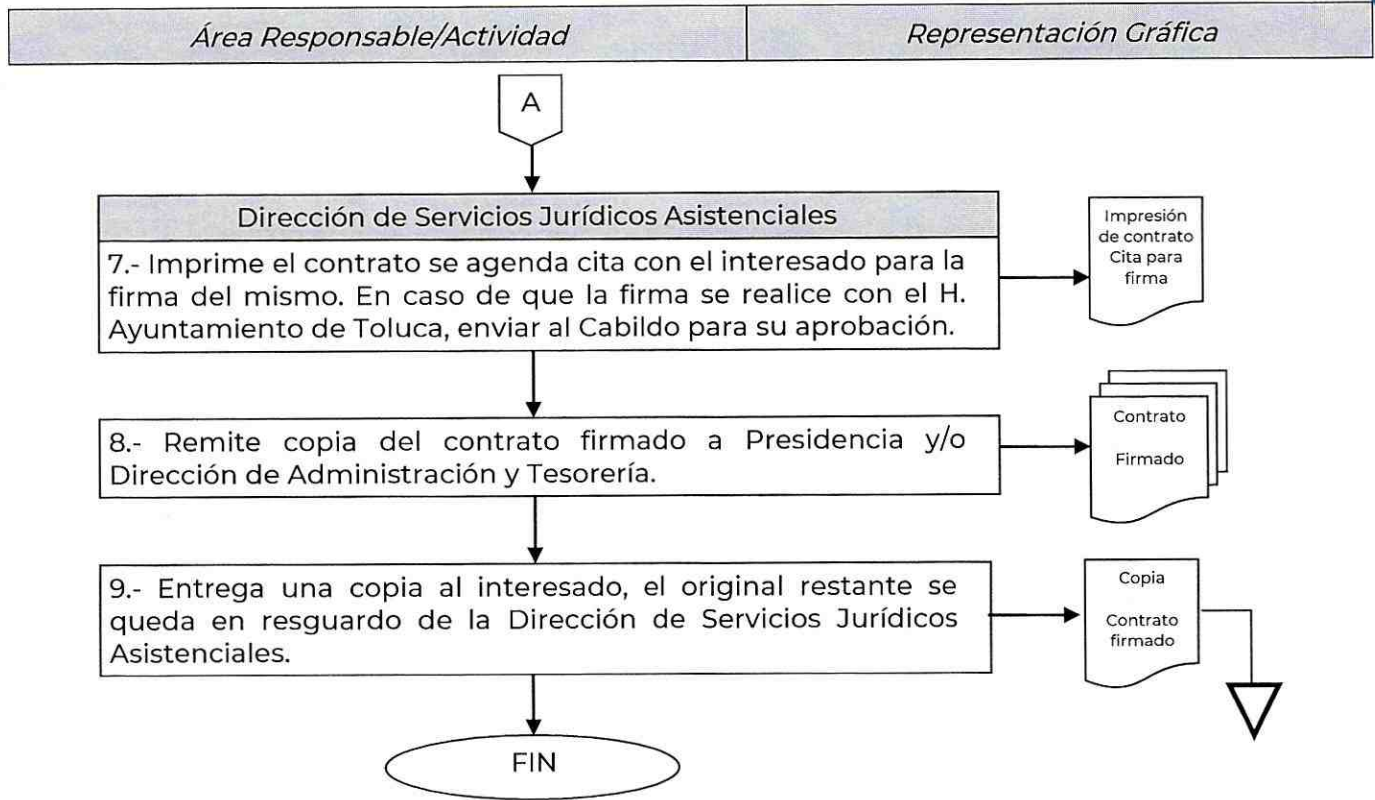 Área Responsable/Actividad
Representación Gráfica
A
Dirección de Servicios Jurídicos Asistenciales
7.- Imprime el contrato se agenda cita con el interesado para la
firma del mismo. En caso de que la firma se realice con el H.
Ayuntamiento de Toluca, enviar al Cabildo para su aprobación.
Impresión
de contrato
Cita para
firma
8.- Remite copia del contrato firmado a Presidencia y/o
Dirección de Administración y Tesorería.
Contrato
Firmado
9.- Entrega una copia al interesado, el original restante se
queda en resguardo de la Dirección de Servicios Jurídicos
Asistenciales.
Copia
Contrato
firmado
FIN